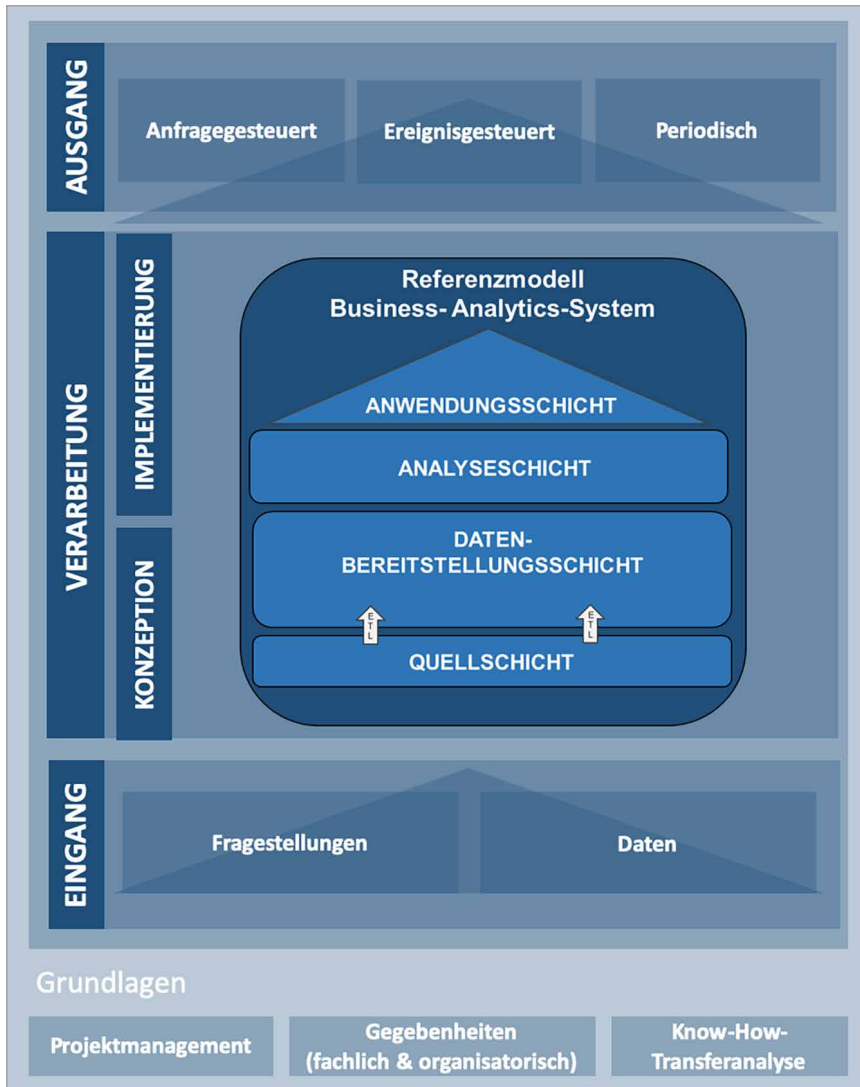 AUSGANG
Anfragegesteuert
Ereignisgesteuert
Periodisch
VERARBEITUNG
IMPLEMENTIERUNG
KONZEPTION
Referenzmodell
Business- Analytics-System
ANWENDUNGSSCHICHT
ANALYSESCHICHT
DATEN-
BEREITSTELLUNGSSCHICHT
ETL
ETL
QUELLSCHICHT
EINGANG
Fragestellungen
Daten
Grundlagen
Projektmanagement
Gegebenheiten
(fachlich & organisatorisch)
Know-How-
Transferanalyse